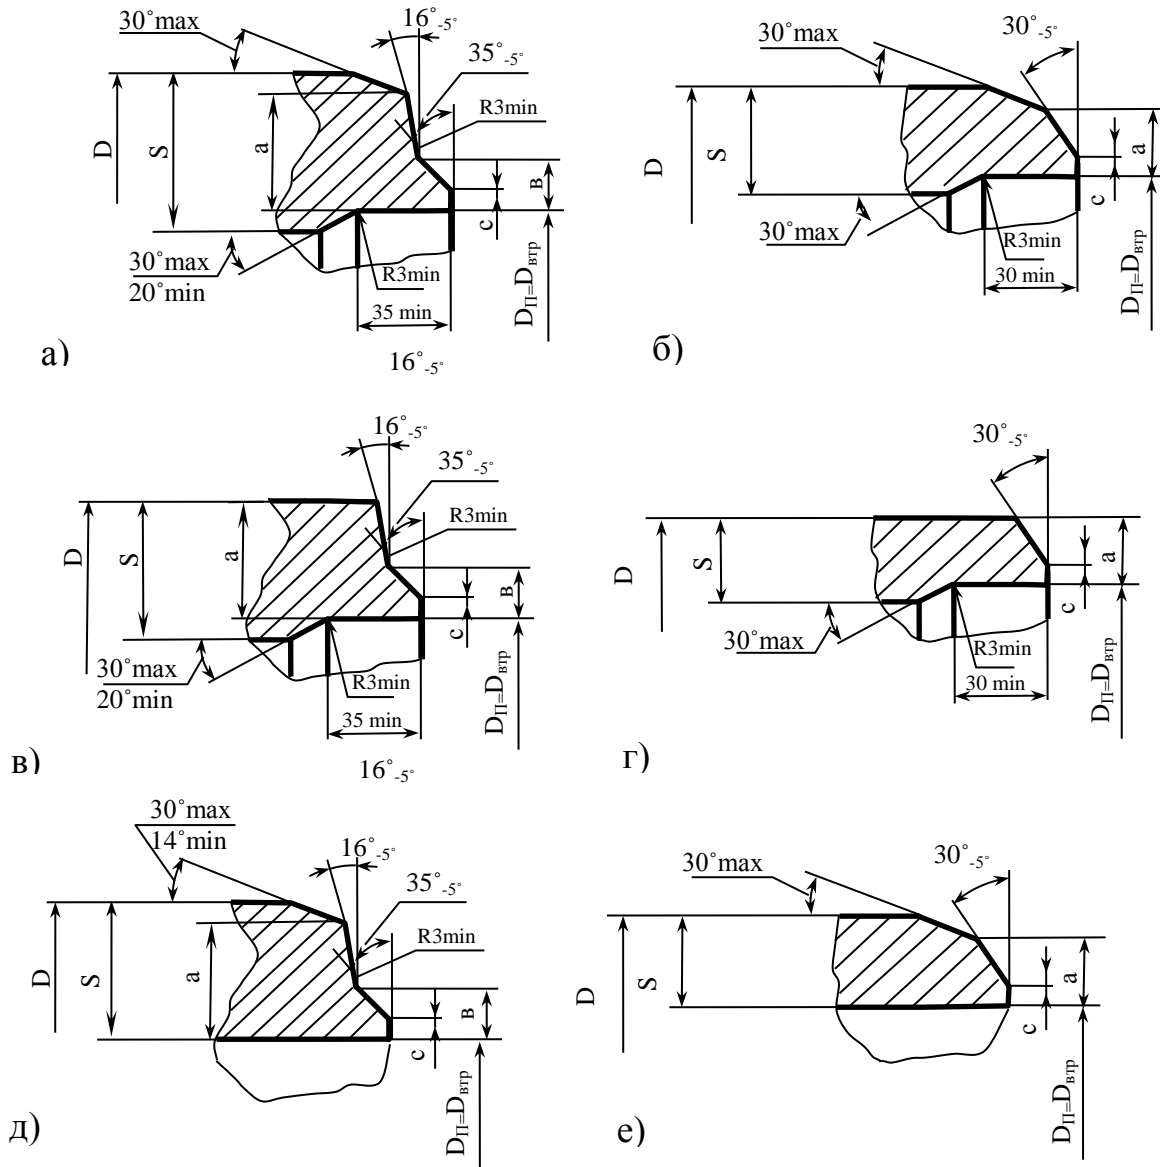 30°max
16°-5°
35°-5°
R3min
D
S
a
в
c
30°max
20°min
R3min
35 min
DП=Dвтр
а)
16°-5°
30°max
30°-5°
D
S
a
c
30°max
R3min
30 min
DП=Dвтр
б)
16°-5°
35°-5°
R3min
D
S
a
в
c
30°max
20°min
R3min
35 min
DП=Dвтр
в)
16°-5°
30°-5°
D
S
a
c
30°max
R3min
30 min
DП=Dвтр
г)
30°max
14°min
16°-5°
35°-5°
R3min
D
S
a
в
c
DП=Dвтр
д)
30°max
30°-5°
D
S
a
c
DП=Dвтр
е)